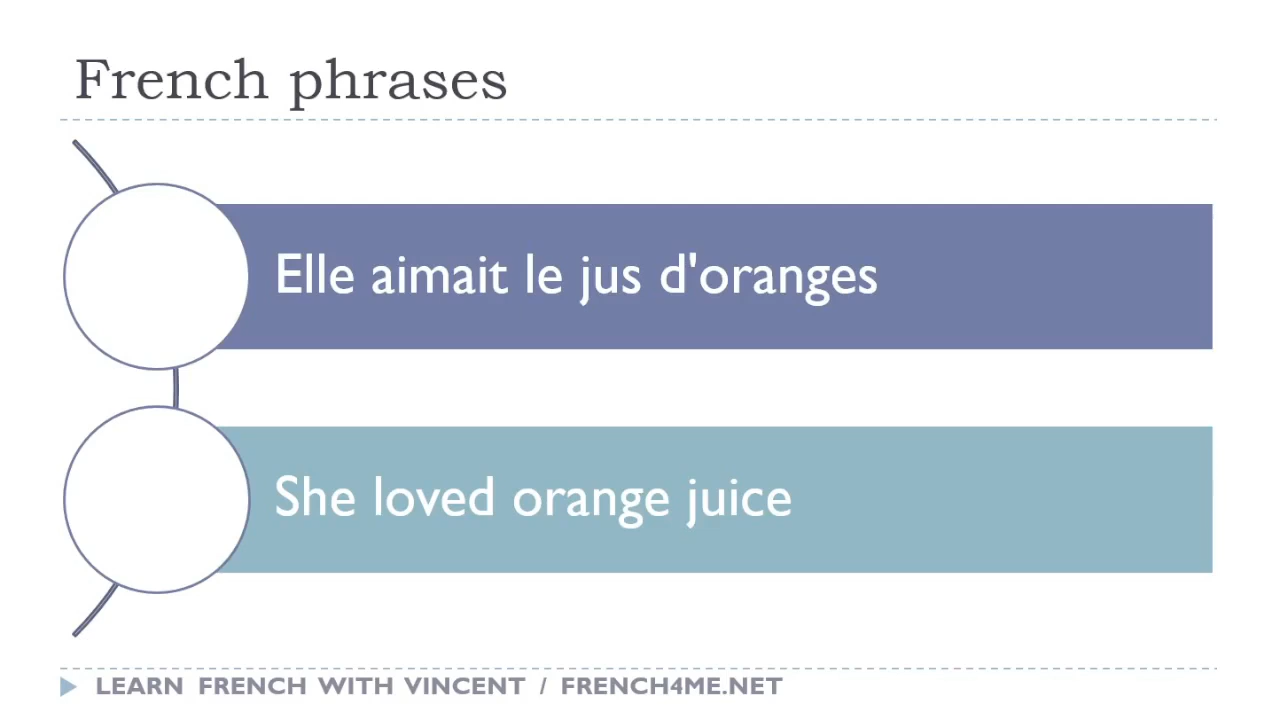 French phrases
Elle aimait le jus d'oranges
She loved orange juice
LEARN FRENCH WITH VINCENT / FRENCH4ME.NET